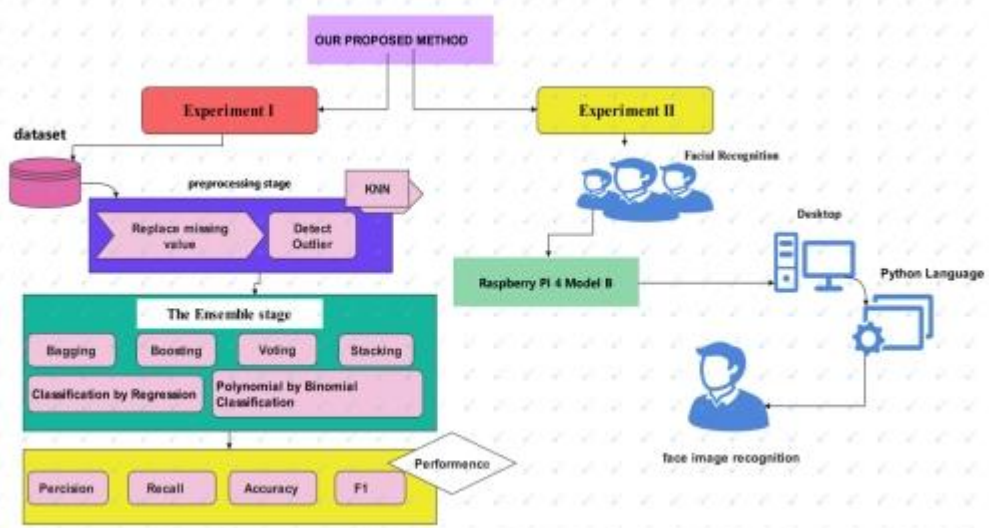 OUR PROPOSED METHOD
Experiment I
Experiment II
dataset
Facial Recognition
preprocessing stage
KNN
Replace missing
value
Detect
Outlier
Desktop
Raspberry Pi 4 Model B
Python Language
The Ensemble stage
Bagging
Boosting
Voting
Stacking
Classification by Regression
Polynomial by Binomial
Classification
face image recognition
Performence
Percision
Recall
Accuracy
F1